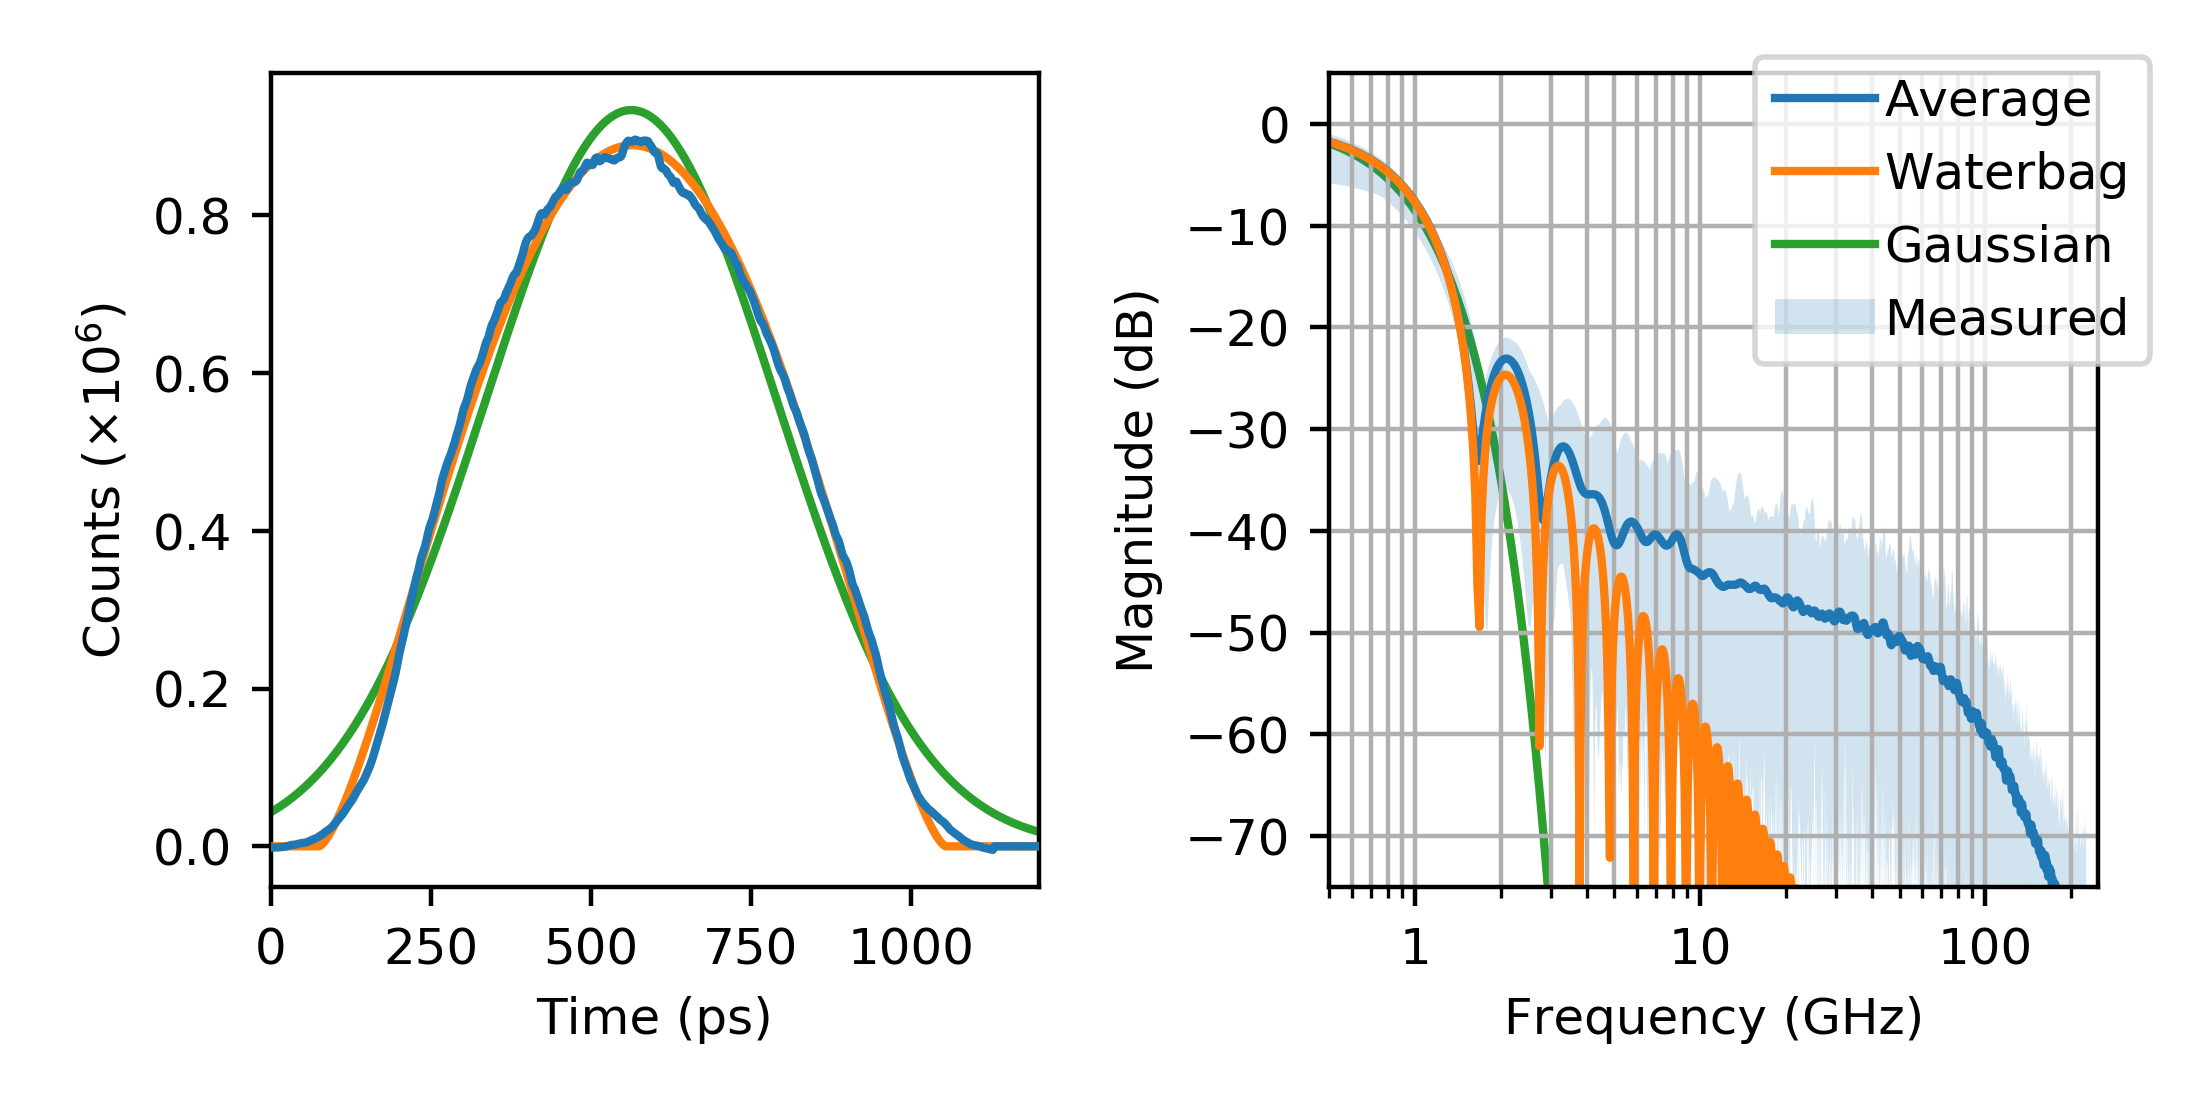 Counts (×10⁶)
0.8
0.6
0.4
0.2
0.0
0 250 500 750 1000
Time (ps)
Magnitude (dB)
0
−10
−20
−30
−40
−50
−60
−70
1 10 100
Frequency (GHz)
Average
Waterbag
Gaussian
Measured